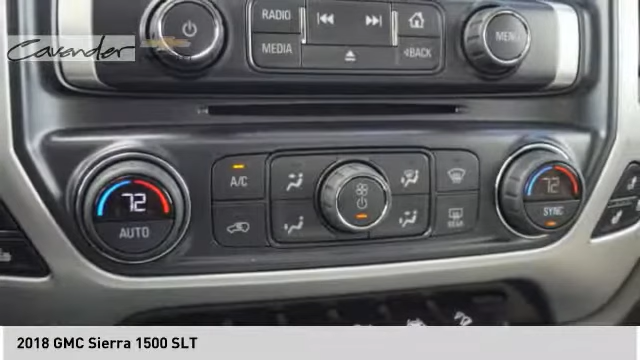 RADIO
MENU
MEDIA
BACK
Cavender
A/C
72
72
AUTO
SYNC
REAR
2018 GMC Sierra 1500 SLT